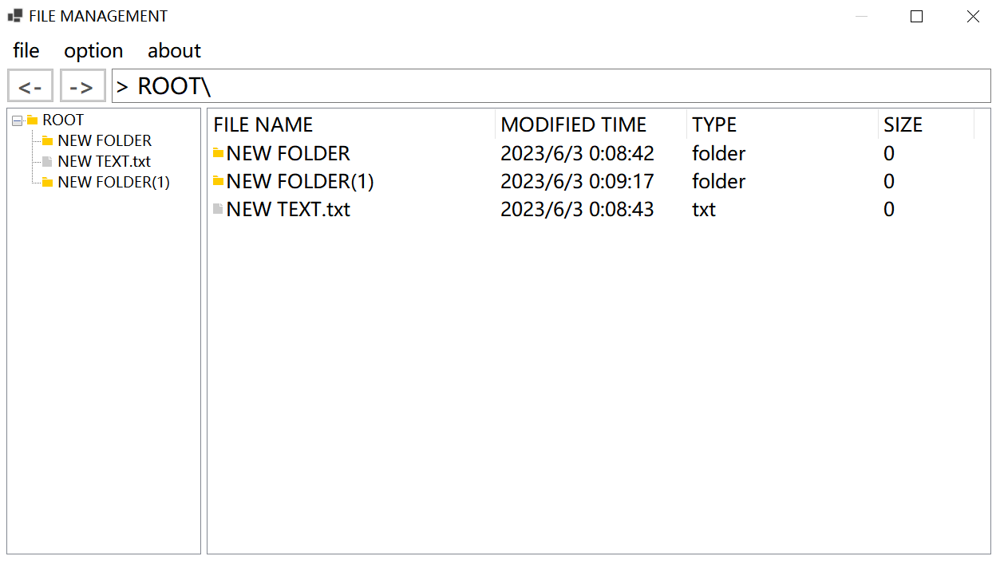 FILE MANAGEMENT
file option about
<- -> > ROOT\
ROOT
NEW FOLDER
NEW TEXT.txt
NEW FOLDER(1)
FILE NAME MODIFIED TIME TYPE SIZE
NEW FOLDER 2023/6/3 0:08:42 folder 0
NEW FOLDER(1) 2023/6/3 0:09:17 folder 0
NEW TEXT.txt 2023/6/3 0:08:43 txt 0